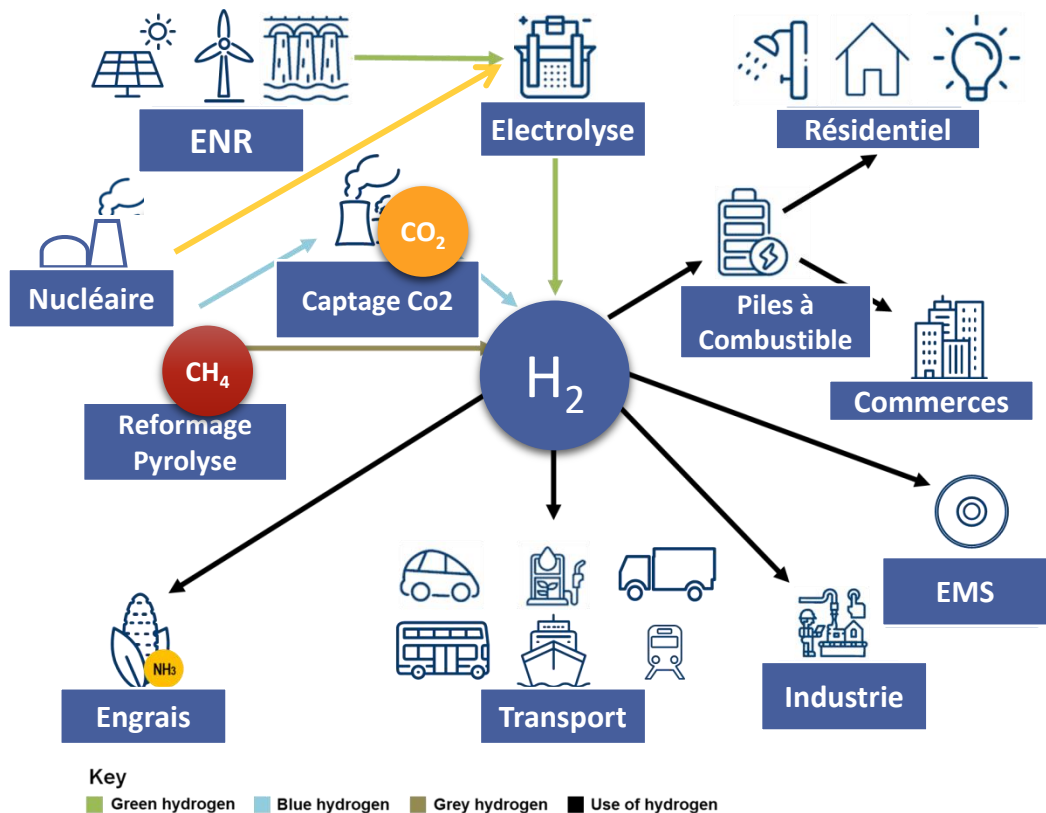 ENR
Electrolyse
Résidentiel
Nucléaire
CO₂
Captage Co2
Piles à
Combustible
CH₄
Reformage
Pyrolyse
H₂
Commerces
EMS
NH₃
Engrais
Transport
Industrie
Key
Green hydrogen
Blue hydrogen
Grey hydrogen
Use of hydrogen